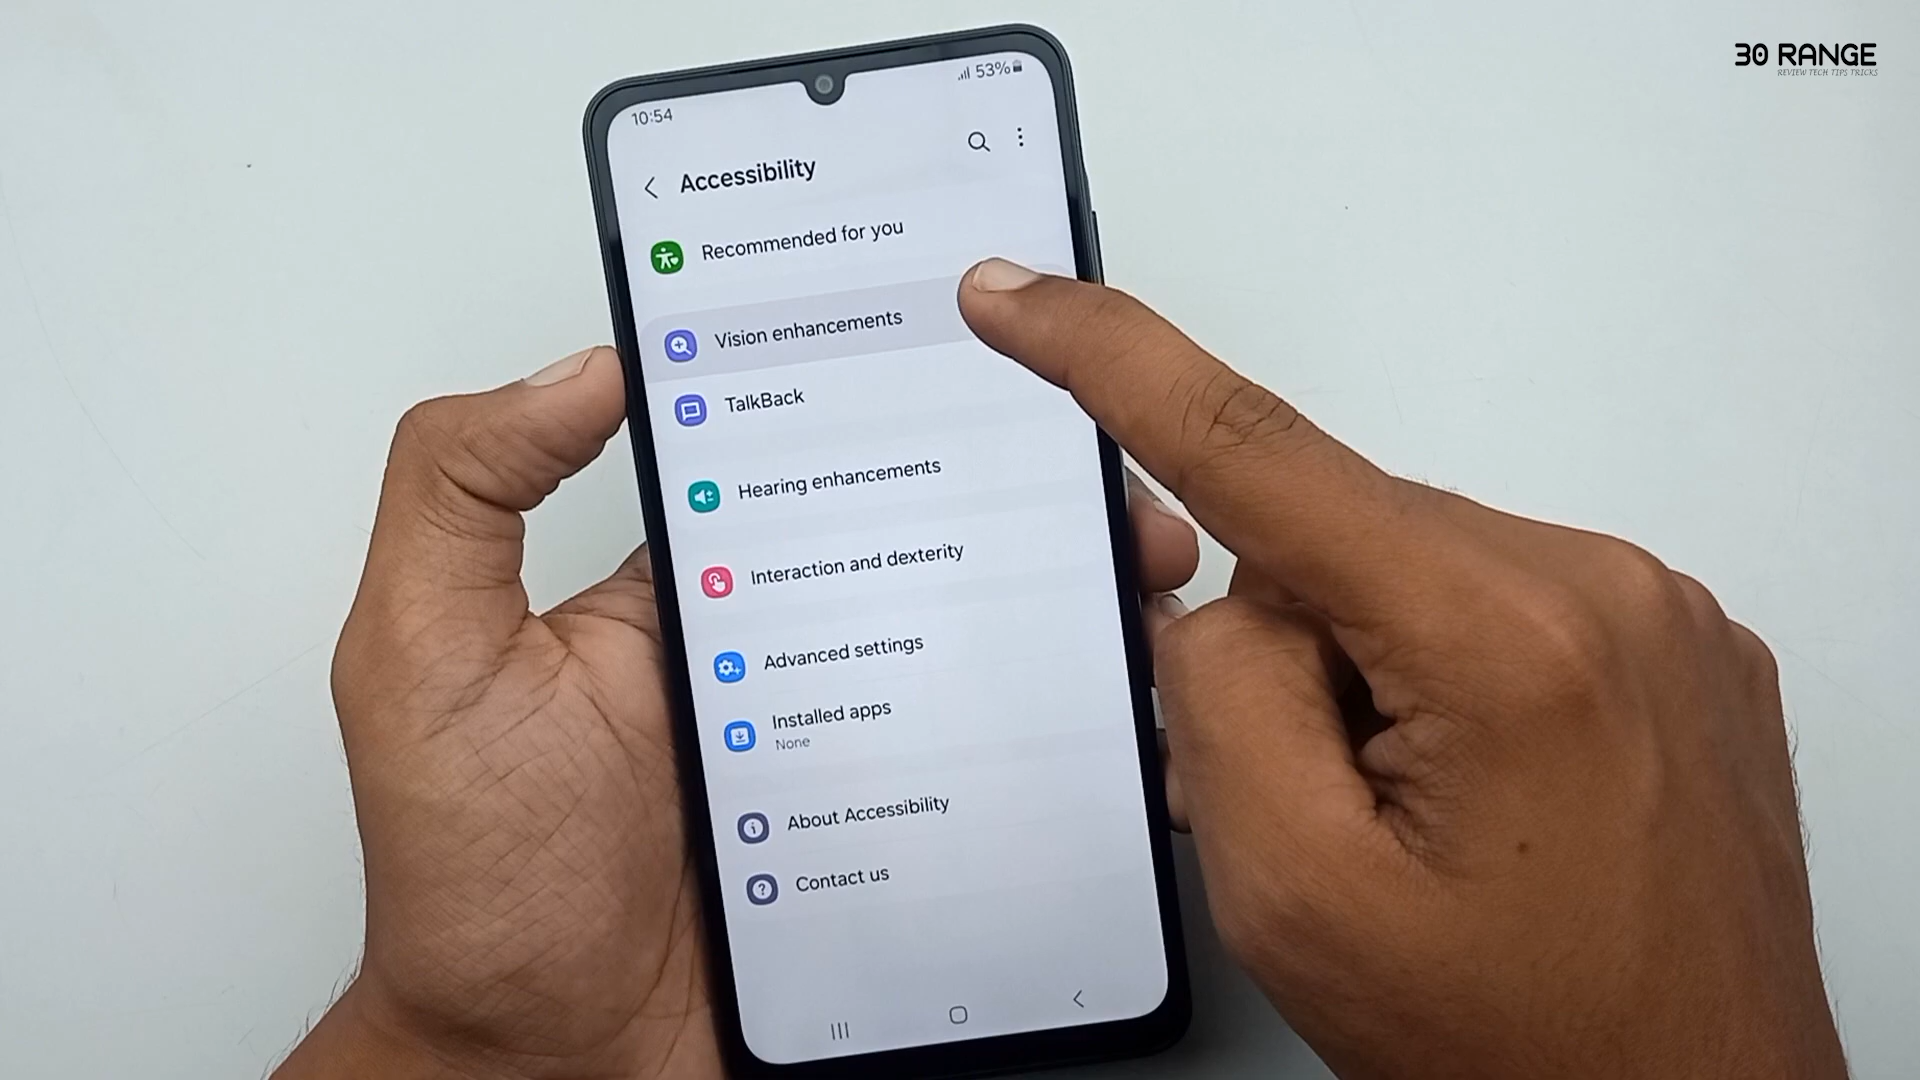 30 RANGE
REVIEW TECH TIPS TRICKS
10:54
53%
Accessibility
Recommended for you
Vision enhancements
TalkBack
Hearing enhancements
Interaction and dexterity
Advanced settings
Installed apps
None
About Accessibility
Contact us